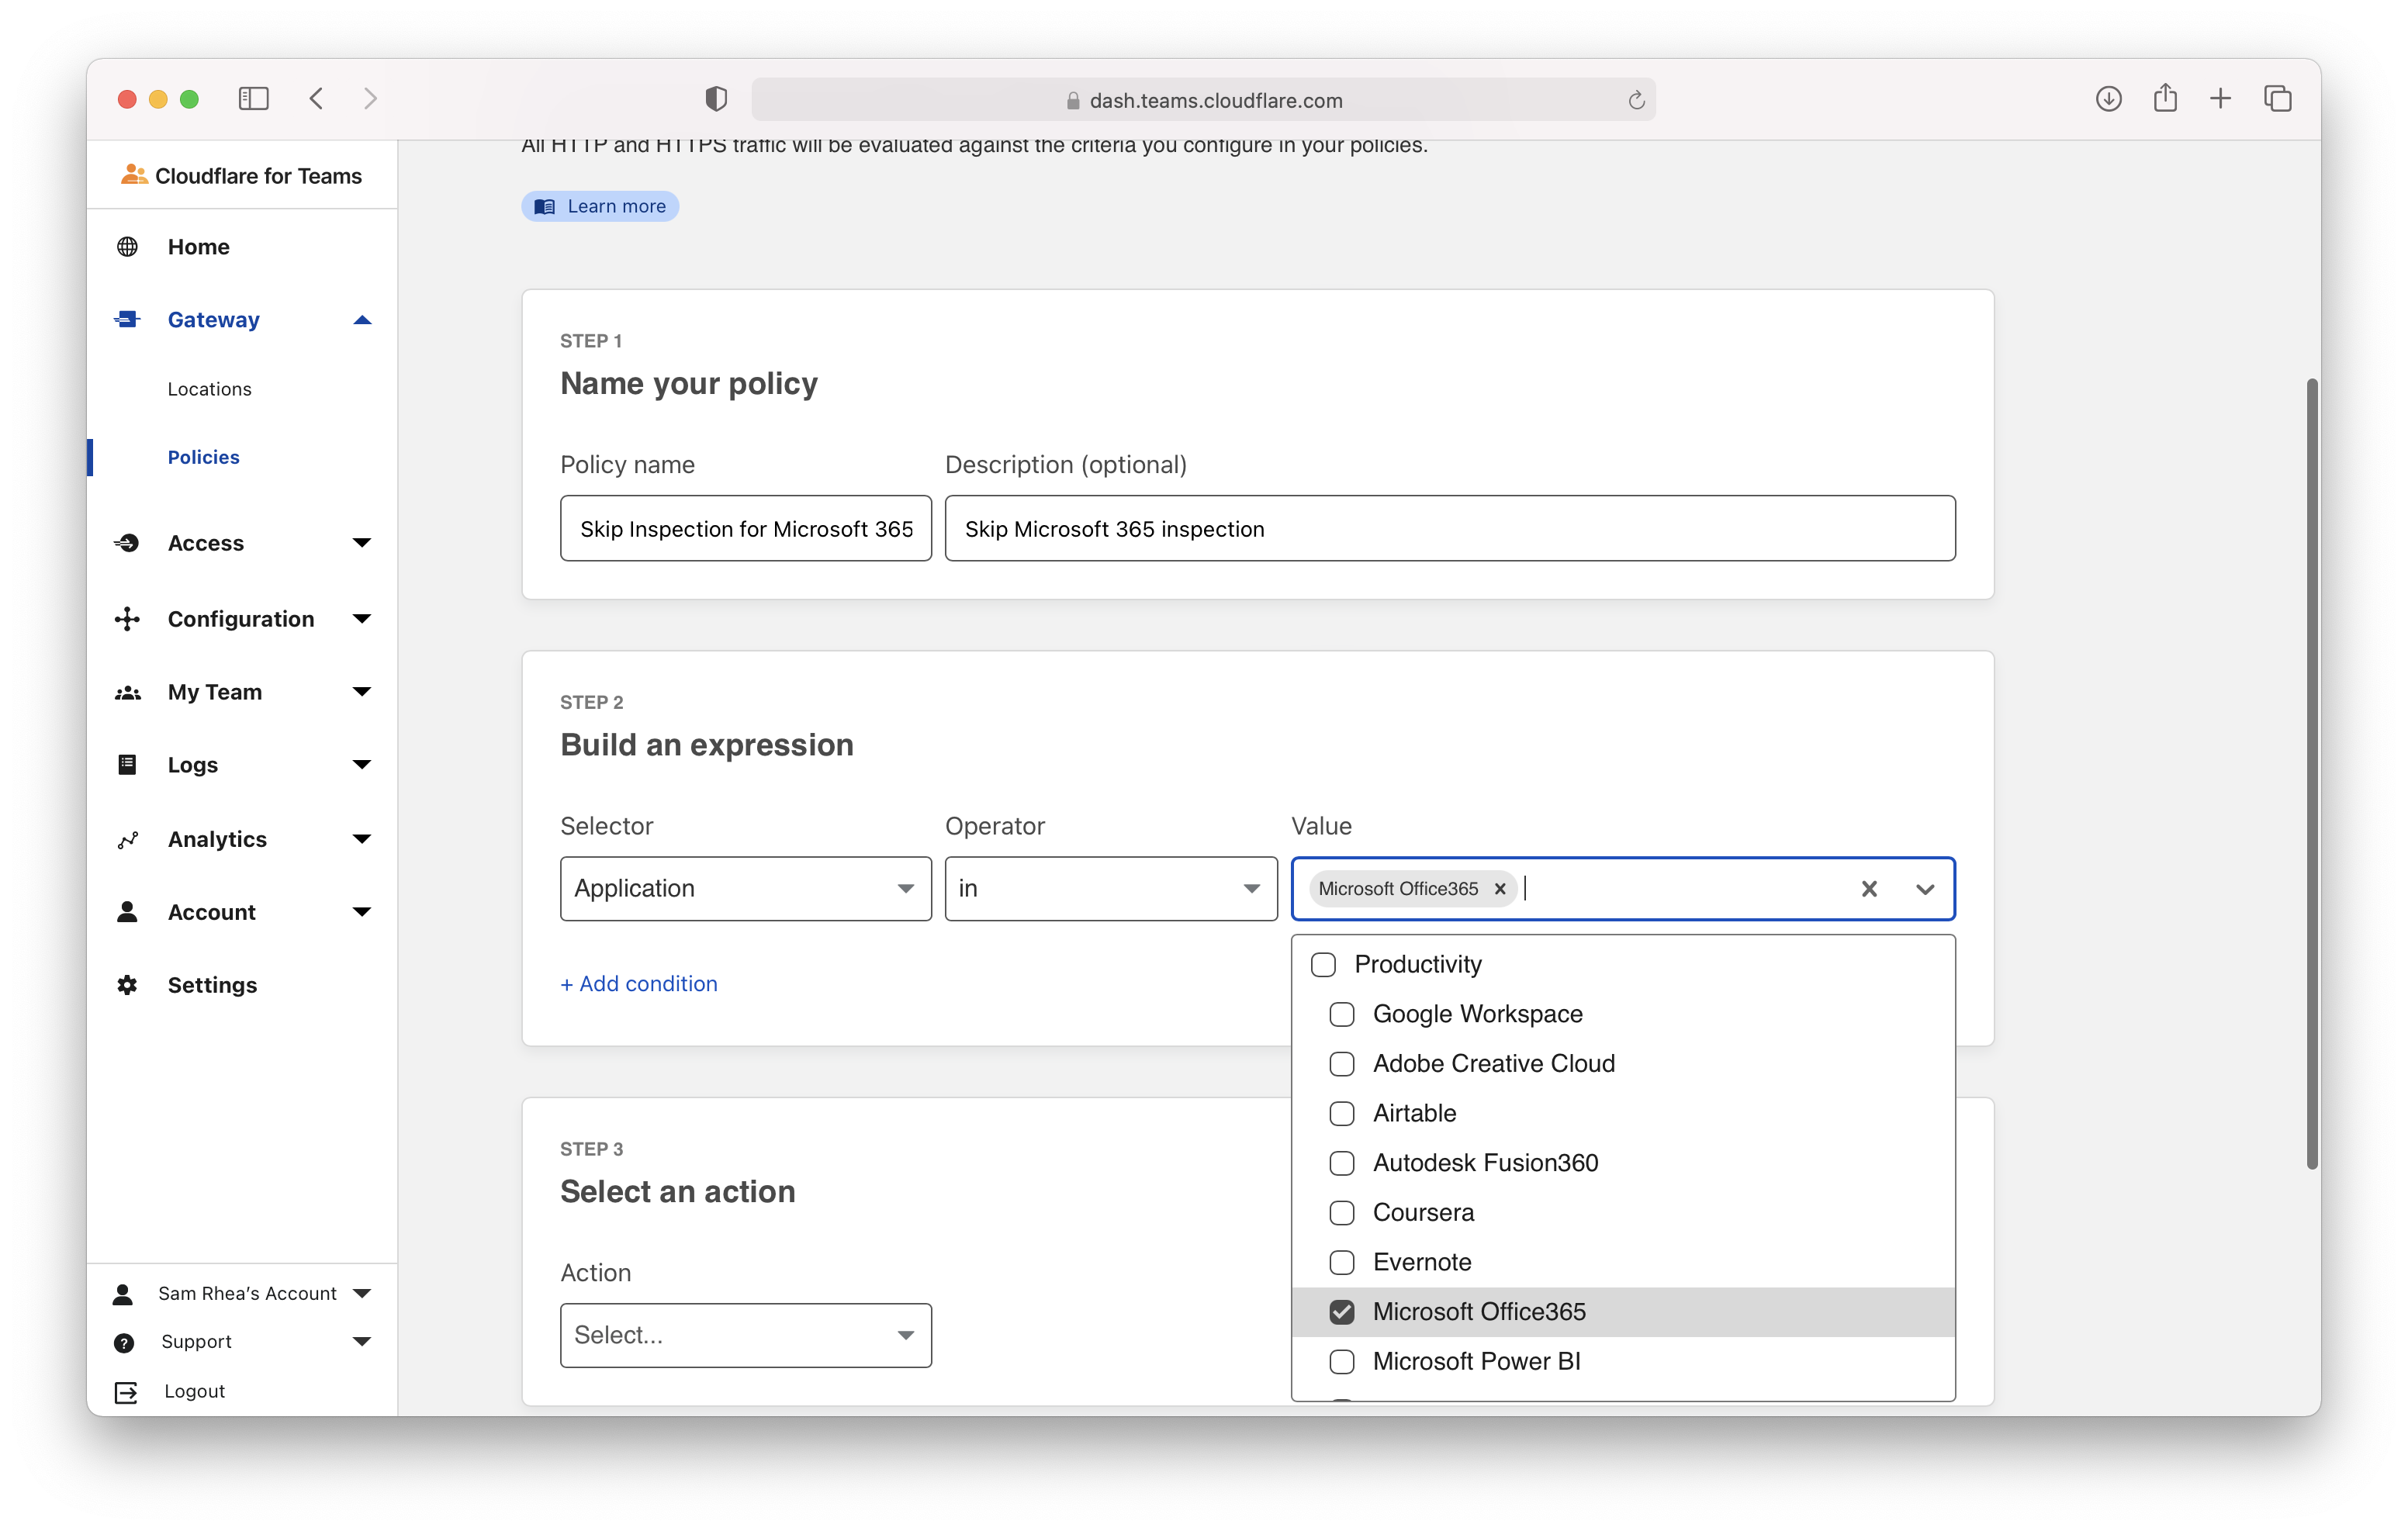 dash.teams.cloudflare.com
Cloudflare for Teams
Home
Gateway
Locations
Policies
Access
Configuration
My Team
Logs
Analytics
Account
Settings
Sam Rhea’s Account
Support
Logout
All HTTP and HTTPS traffic will be evaluated against the criteria you configure in your policies.
Learn more
STEP 1
Name your policy
Policy name
Description (optional)
Skip Inspection for Microsoft 365
Skip Microsoft 365 inspection
STEP 2
Build an expression
Selector
Operator
Value
Application
in
Microsoft Office365
+ Add condition
Productivity
Google Workspace
Adobe Creative Cloud
Airtable
Autodesk Fusion360
Coursera
Evernote
Microsoft Office365
Microsoft Power BI
STEP 3
Select an action
Action
Select...